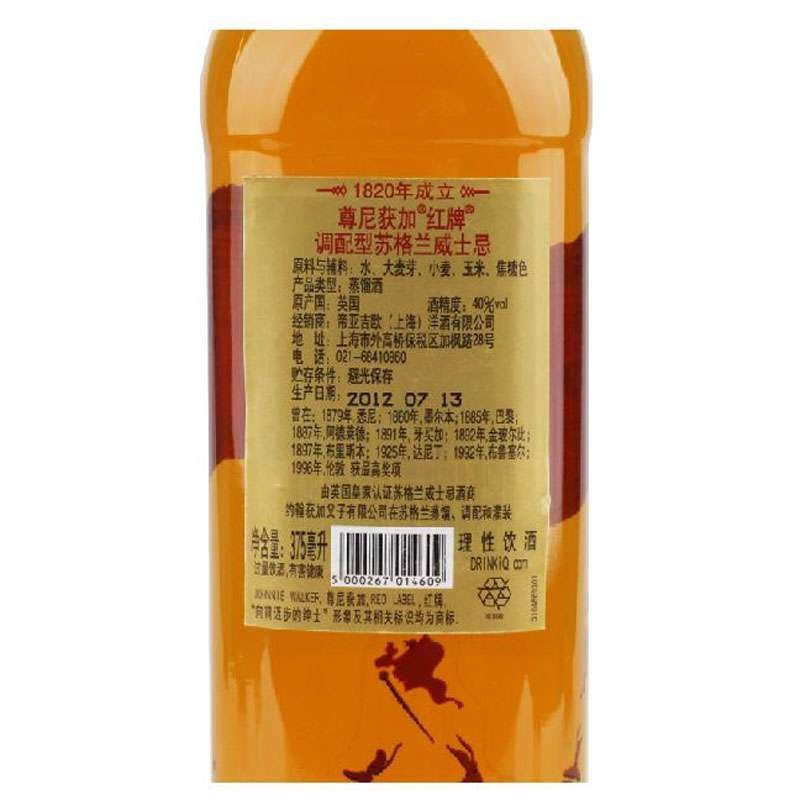 1820年成立
尊尼获加®红牌®
调配型苏格兰威士忌
原料与辅料: 水、大麦芽、小麦、玉米、焦糖色
产品类型: 蒸馏酒
原产国: 英国 酒精度: 40%vol
经销商: 帝亚吉欧(上海)洋酒有限公司
地 址: 上海市外高桥保税区加枫路28号
电 话: 021-66410860
贮存条件: 避光保存
生产日期: 2012 07 13
曾在: 1879年,悉尼; 1880年,墨尔本;1885年,巴黎;
1887年,阿德莱德; 1891年,牙买加; 1892年,金玻尔比;
1897年,布里斯本; 1925年,达尼丁; 1992年,布鲁塞尔;
1996年,伦敦 获最高奖项
由英国皇家认证苏格兰威士忌酒商
约翰获加父子有限公司在苏格兰蒸馏、调配和灌装
净含量: 375毫升
过量饮酒,有害健康
5 000267 014609
理性饮酒
DRINKiQ.com
JOHNNIE WALKER, 尊尼获加,RED LABEL,红牌,
"向前迈步的绅士" 形象及其相关标识均为商标.